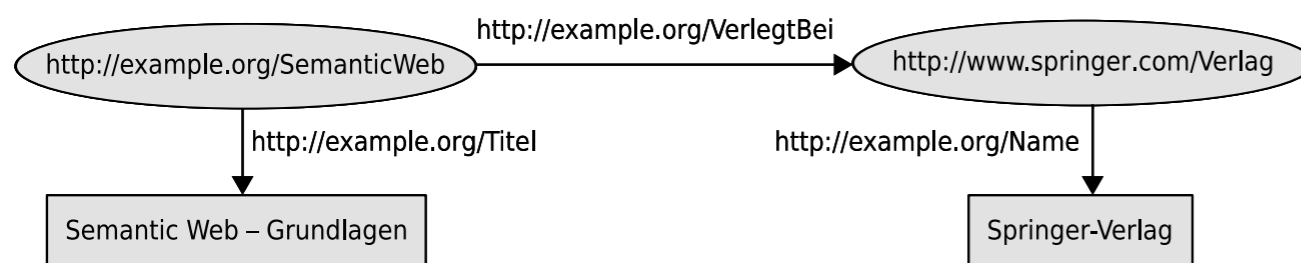 http://example.org/VerlegtBei
http://example.org/SemanticWeb
http://www.springer.com/Verlag
http://example.org/Titel
http://example.org/Name
Semantic Web – Grundlagen
Springer-Verlag